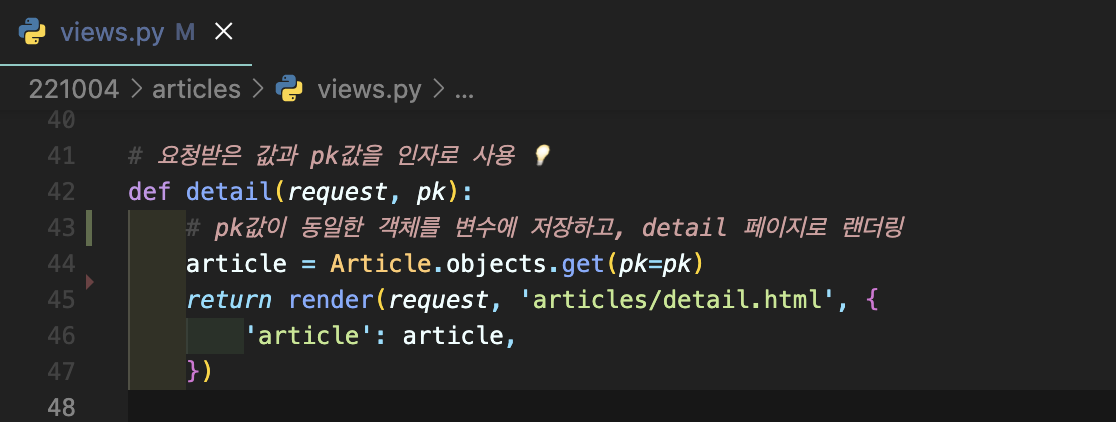 views.py M
221004 > articles > views.py > ...
40
41 # 요청받은 값과 pk값을 인자로 사용 💡
42 def detail(request, pk):
43 # pk값이 동일한 객체를 변수에 저장하고, detail 페이지로 랜더링
44 article = Article.objects.get(pk=pk)
45 return render(request, 'articles/detail.html', {
46 'article': article,
47 })
48